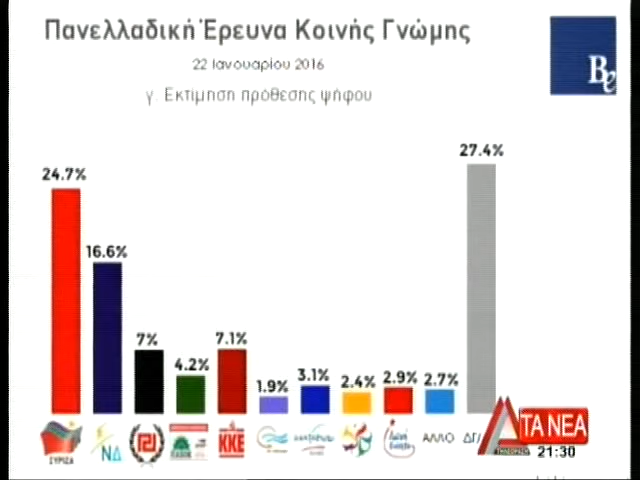 Πανελλαδική Έρευνα Κοινής Γνώμης
22 Ιανουαρίου 2016
γ. Εκτίμηση πρόθεσης ψήφου
Be
27.4%
24.7%
16.6%
7%
4.2%
7.1%
1.9%
3.1%
2.4%
2.9%
2.7%
ΣΥΡΙΖΑ
ΝΔ
ΠΑΣΟΚ
ΚΚΕ
ΑΛΛΟ
ΤΑ ΝΕΑ
21:30